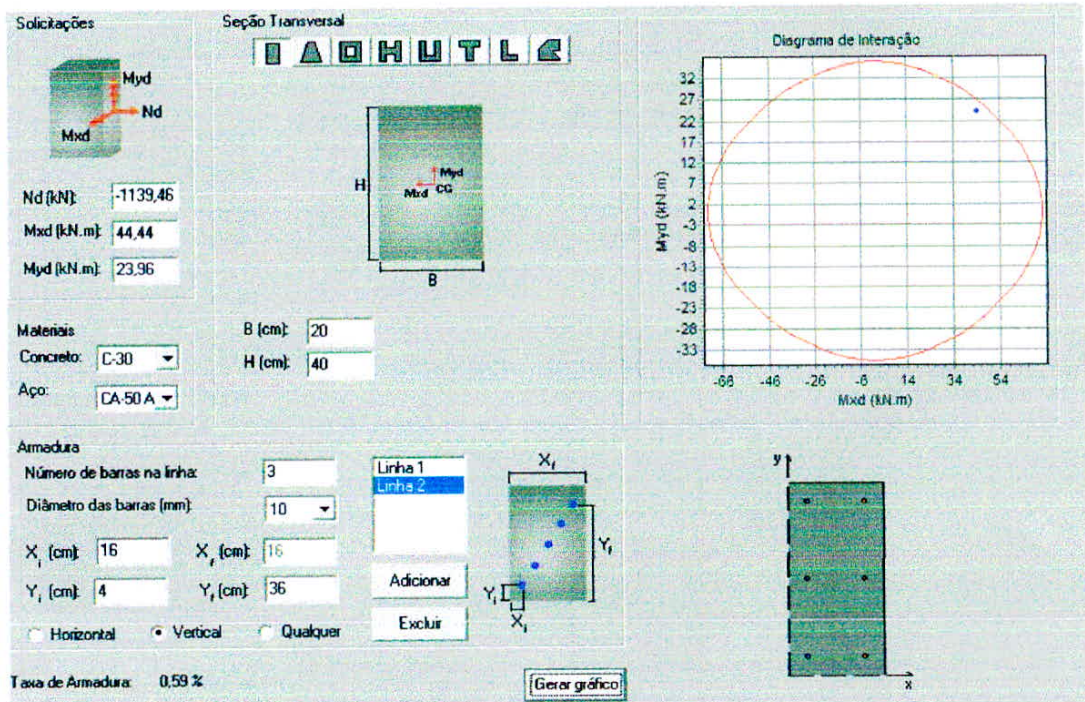 Solicitações
Myd
Nd
Mxd
Nd (kN): -1139,46
Mxd (kN.m): 44,44
Myd (kN.m): 23,96
Materiais
Concreto: C-30
Aço: CA-50 A
Seção Transversal
H
Myd
Mxd CG
B
B (cm): 20
H (cm): 40
Diagrama de Interação
Myd (kN.m)
32
27
22
17
12
7
2
-3
-8
-13
-18
-23
-28
-33
-66 -46 -26 -6 14 34 54
Mxd (kN.m)
Armadura
Número de barras na linha: 3
Diâmetro das barras (mm): 10
Xi (cm): 16 Xf (cm): 16
Yi (cm): 4 Yf (cm): 36
Horizontal Vertical Qualquer
Linha 1
Linha 2
Adicionar
Excluir
Xf
Yf
Yi
Xi
y
x
Taxa de Armadura: 0,59 %
Gerar gráfico